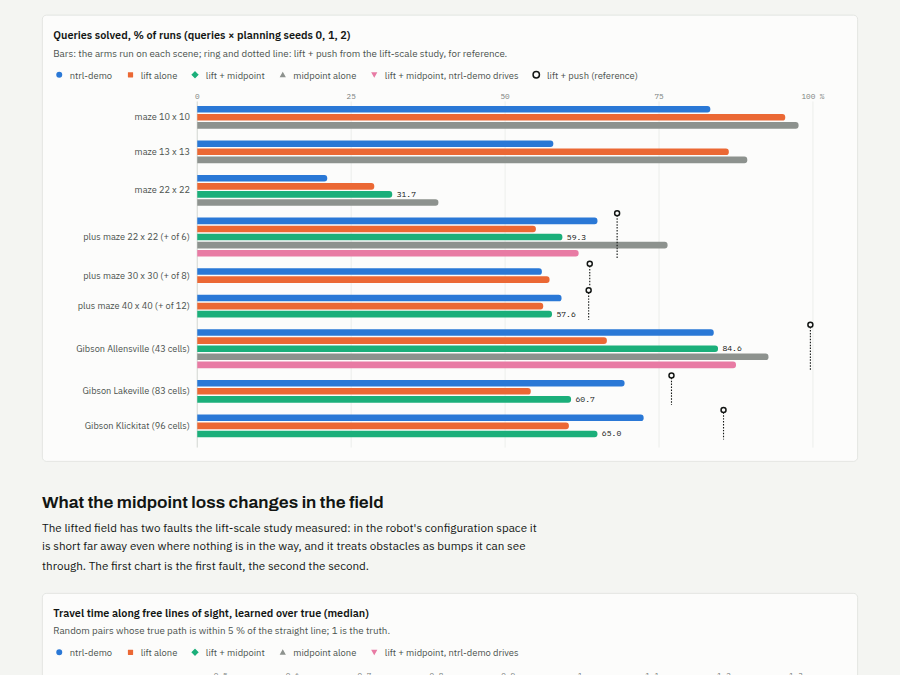 Queries solved, % of runs (queries × planning seeds 0, 1, 2)
Bars: the arms run on each scene; ring and dotted line: lift + push from the lift-scale study, for reference.
ntrl-demo lift alone lift + midpoint midpoint alone lift + midpoint, ntrl-demo drives lift + push (reference)
0 25 50 75 100 %
maze 10 x 10
maze 13 x 13
maze 22 x 22
31.7
plus maze 22 x 22 (+ of 6)
59.3
plus maze 30 x 30 (+ of 8)
plus maze 40 x 40 (+ of 12)
57.6
Gibson Allensville (43 cells)
84.6
Gibson Lakeville (83 cells)
60.7
Gibson Klickitat (96 cells)
65.0
What the midpoint loss changes in the field
The lifted field has two faults the lift-scale study measured: in the robot's configuration space it
is short far away even where nothing is in the way, and it treats obstacles as bumps it can see
through. The first chart is the first fault, the second the second.
Travel time along free lines of sight, learned over true (median)
Random pairs whose true path is within 5 % of the straight line; 1 is the truth.
ntrl-demo lift alone lift + midpoint midpoint alone lift + midpoint, ntrl-demo drives